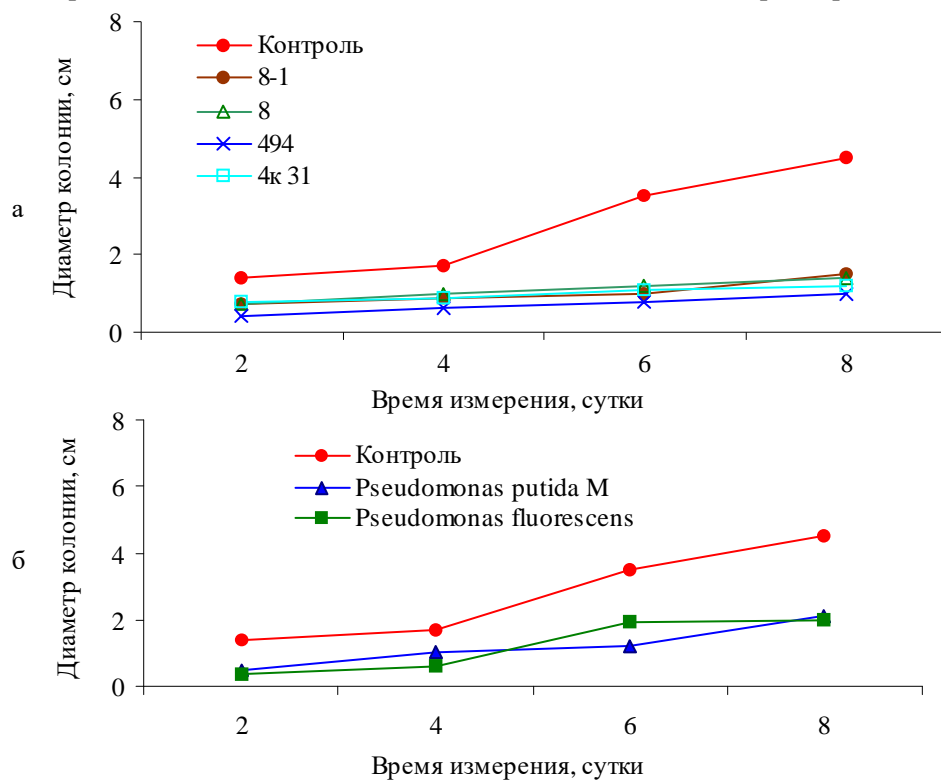 8
Контроль
8-1
8
494
4к 31
6
4
2
0
а
Диаметр колонии, см
2 4 6 8
Время измерения, сутки
8
6
4
2
0
б
Диаметр колонии, см
Контроль
Pseudomonas putida М
Pseudomonas fluorescens
2 4 6 8
Время измерения, сутки